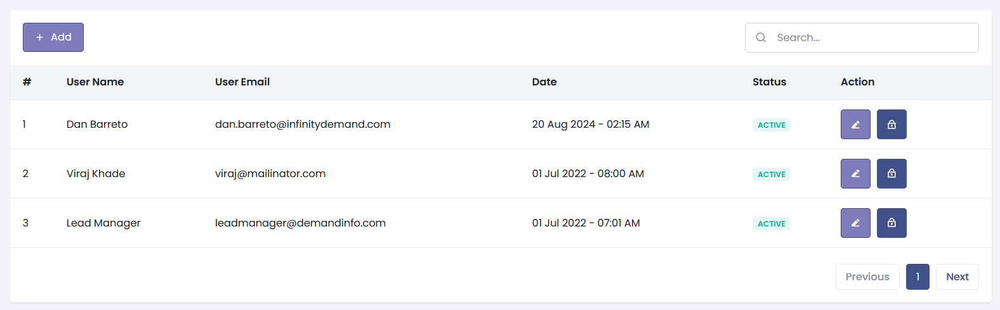 + Add
Search...
# User Name User Email Date Status Action
1 Dan Barreto dan.barreto@infinitydemand.com 20 Aug 2024 - 02:15 AM ACTIVE
2 Viraj Khade viraj@mailinator.com 01 Jul 2022 - 08:00 AM ACTIVE
3 Lead Manager leadmanager@demandinfo.com 01 Jul 2022 - 07:01 AM ACTIVE
Previous 1 Next